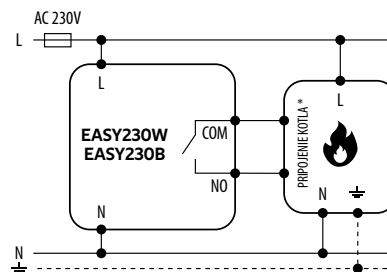 AC 230V
L
L
L
EASY230W
EASY230B
COM
NO
PRIPOJENIE KOTLA *
N
N
N